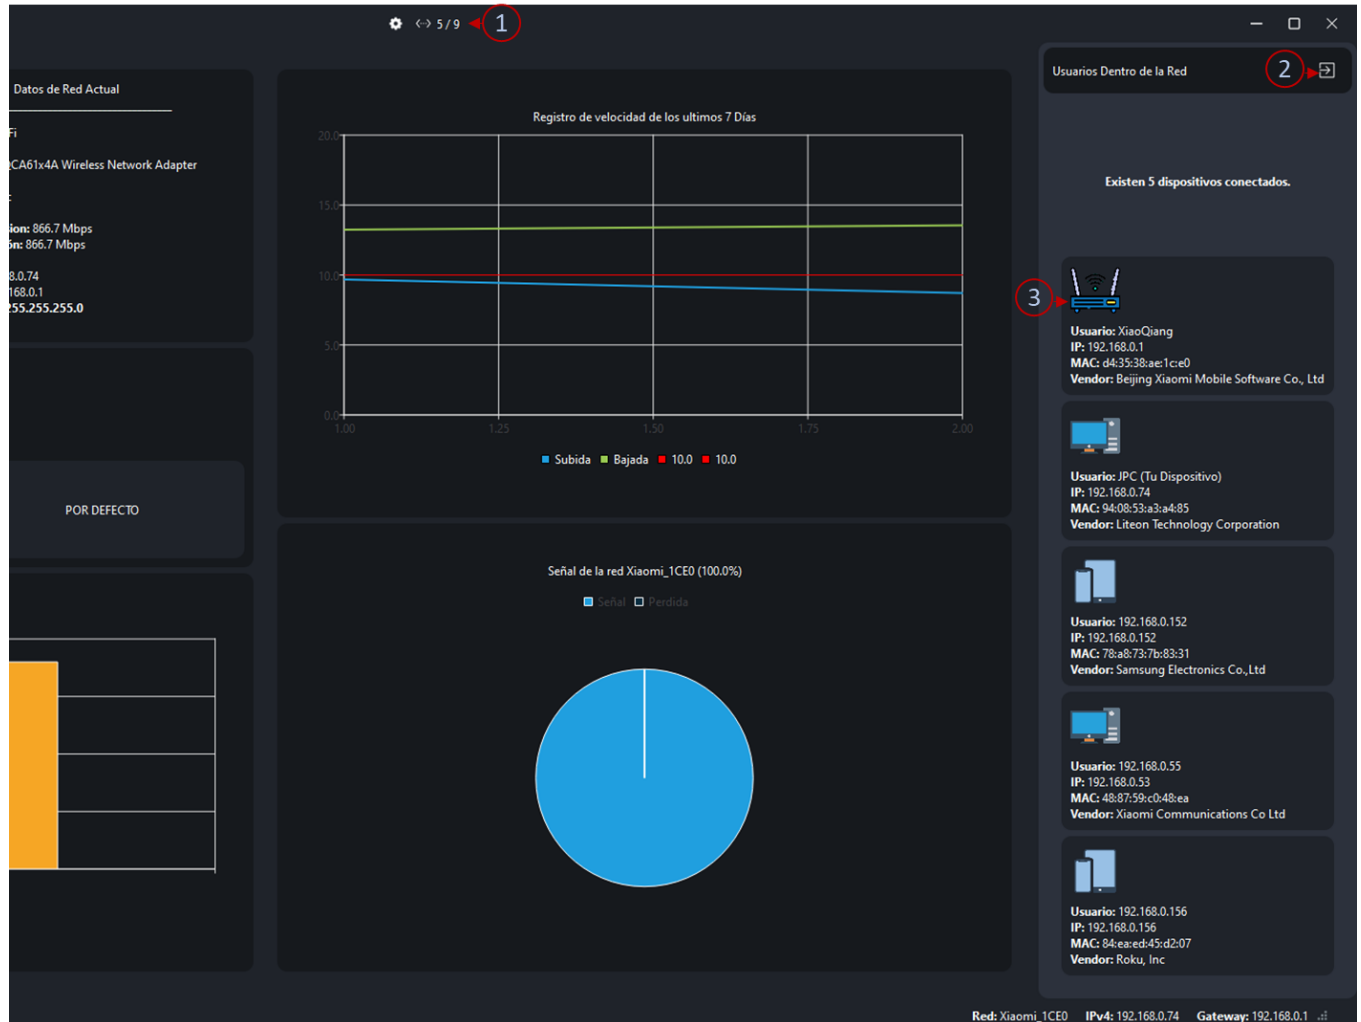 5 / 9
1
Datos de Red Actual
Fi
QCA61x4A Wireless Network Adapter
sion: 866.7 Mbps
ón: 866.7 Mbps
8.0.74
168.0.1
255.255.255.0
POR DEFECTO
Registro de velocidad de los ultimos 7 Días
20.0
15.0
10.0
5.0
0.0
1.00 1.25 1.50 1.75 2.00
Subida Bajada 10.0 10.0
Señal de la red Xiaomi_1CE0 (100.0%)
Señal Perdida
Usuarios Dentro de la Red
2
Existen 5 dispositivos conectados.
3
Usuario: XiaoQiang
IP: 192.168.0.1
MAC: d4:35:38:ae:1c:e0
Vendor: Beijing Xiaomi Mobile Software Co., Ltd
Usuario: JPC (Tu Dispositivo)
IP: 192.168.0.74
MAC: 94:08:53:a3:a4:85
Vendor: Liteon Technology Corporation
Usuario: 192.168.0.152
IP: 192.168.0.152
MAC: 78:a8:73:7b:83:31
Vendor: Samsung Electronics Co.,Ltd
Usuario: 192.168.0.55
IP: 192.168.0.53
MAC: 48:87:59:c0:48:ea
Vendor: Xiaomi Communications Co Ltd
Usuario: 192.168.0.156
IP: 192.168.0.156
MAC: 84:ea:ed:45:d2:07
Vendor: Roku, Inc
Red: Xiaomi_1CE0 IPv4: 192.168.0.74 Gateway: 192.168.0.1